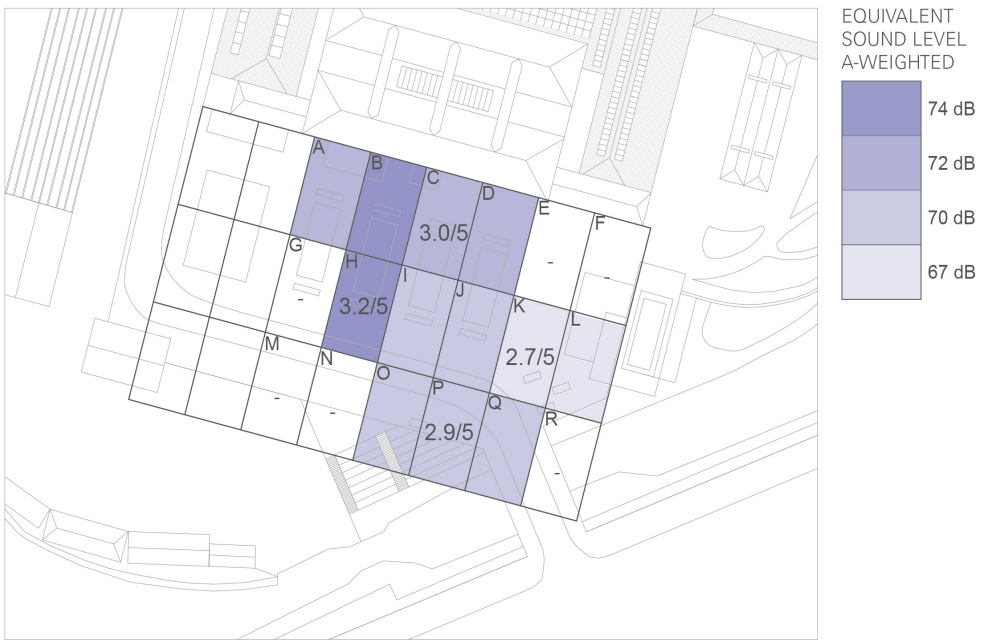 EQUIVALENT
SOUND LEVEL
A-WEIGHTED
74 dB
72 dB
70 dB
67 dB
A
B
C
D
E
F
3.0/5
-
-
G
H
I
J
K
L
-
3.2/5
2.7/5
M
N
O
P
Q
R
-
-
2.9/5
-